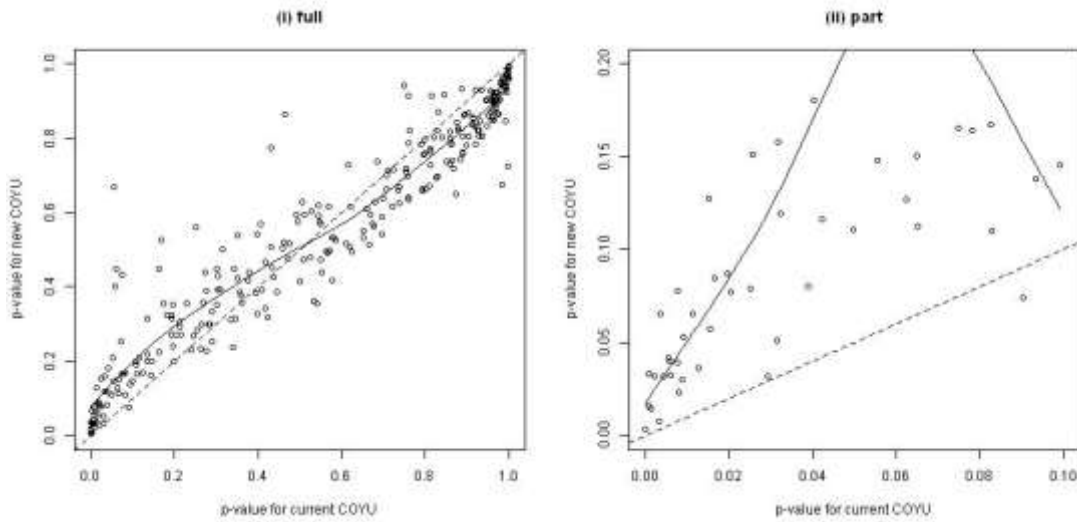 (i) full
(ii) part
p-value for new COYU
1.0
0.8
0.6
0.4
0.2
0.0
0.0 0.2 0.4 0.6 0.8 1.0
p-value for current COYU
p-value for new COYU
0.20
0.15
0.10
0.05
0.00
0.00 0.02 0.04 0.06 0.08 0.10
p-value for current COYU